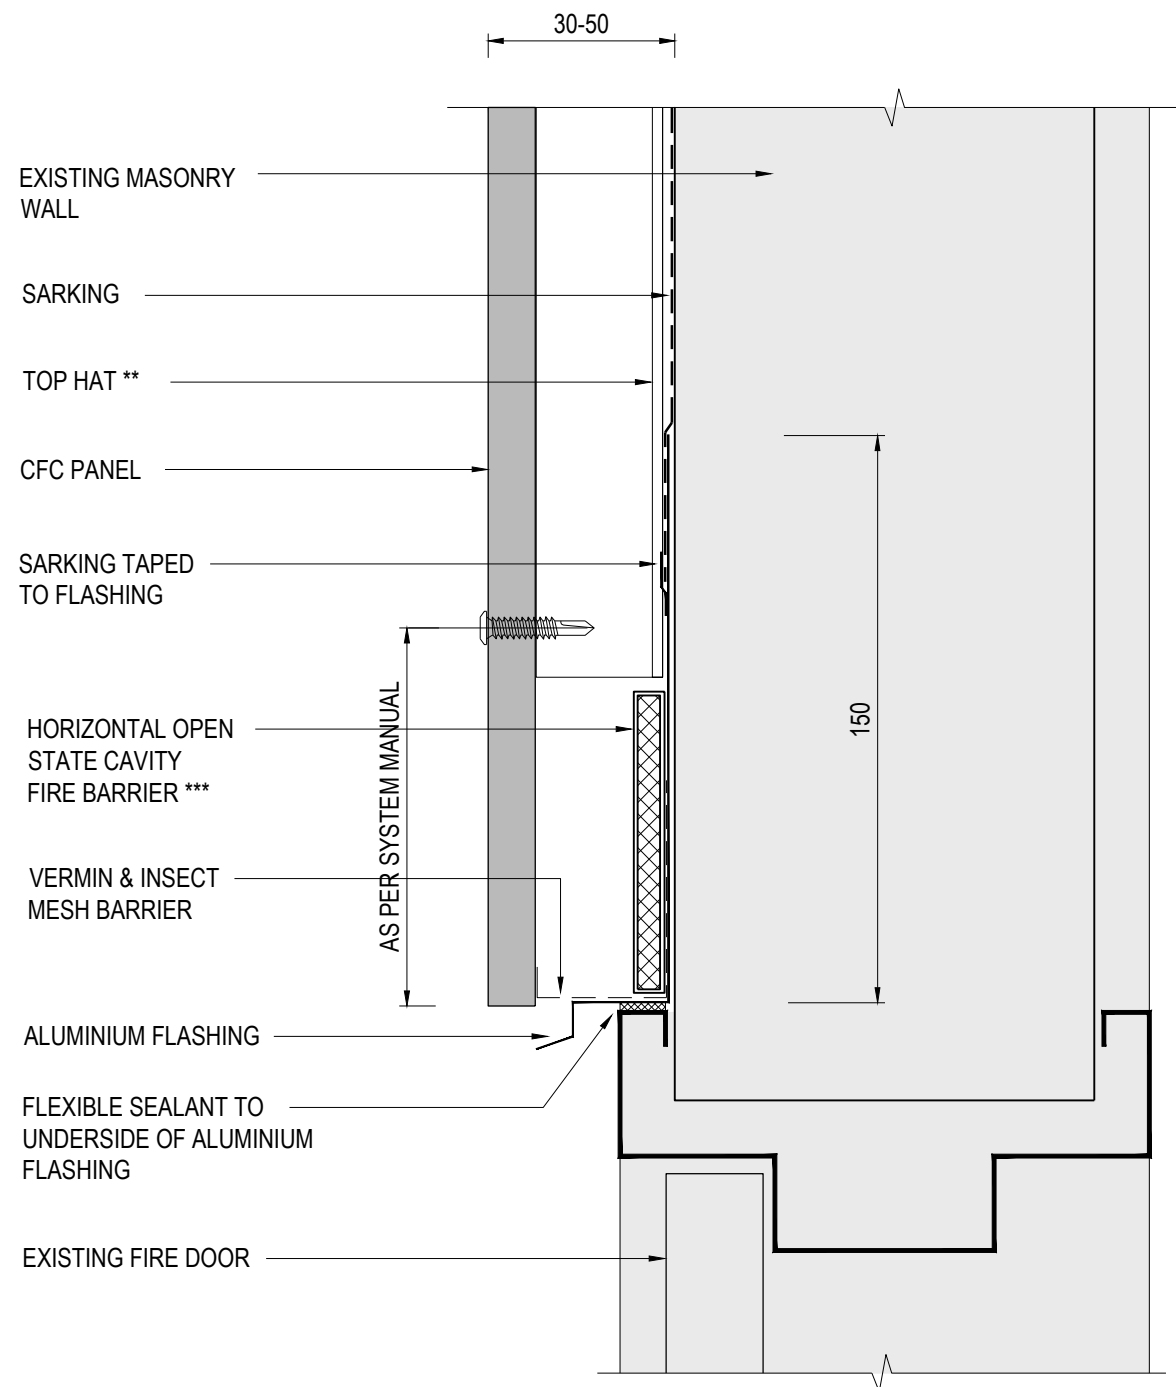 30-50
EXISTING MASONRY
WALL
SARKING
TOP HAT **
CFC PANEL
SARKING TAPED
TO FLASHING
HORIZONTAL OPEN
STATE CAVITY
FIRE BARRIER ***
AS PER SYSTEM MANUAL
150
VERMIN & INSECT
MESH BARRIER
ALUMINIUM FLASHING
FLEXIBLE SEALANT TO
UNDERSIDE OF ALUMINIUM
FLASHING
EXISTING FIRE DOOR